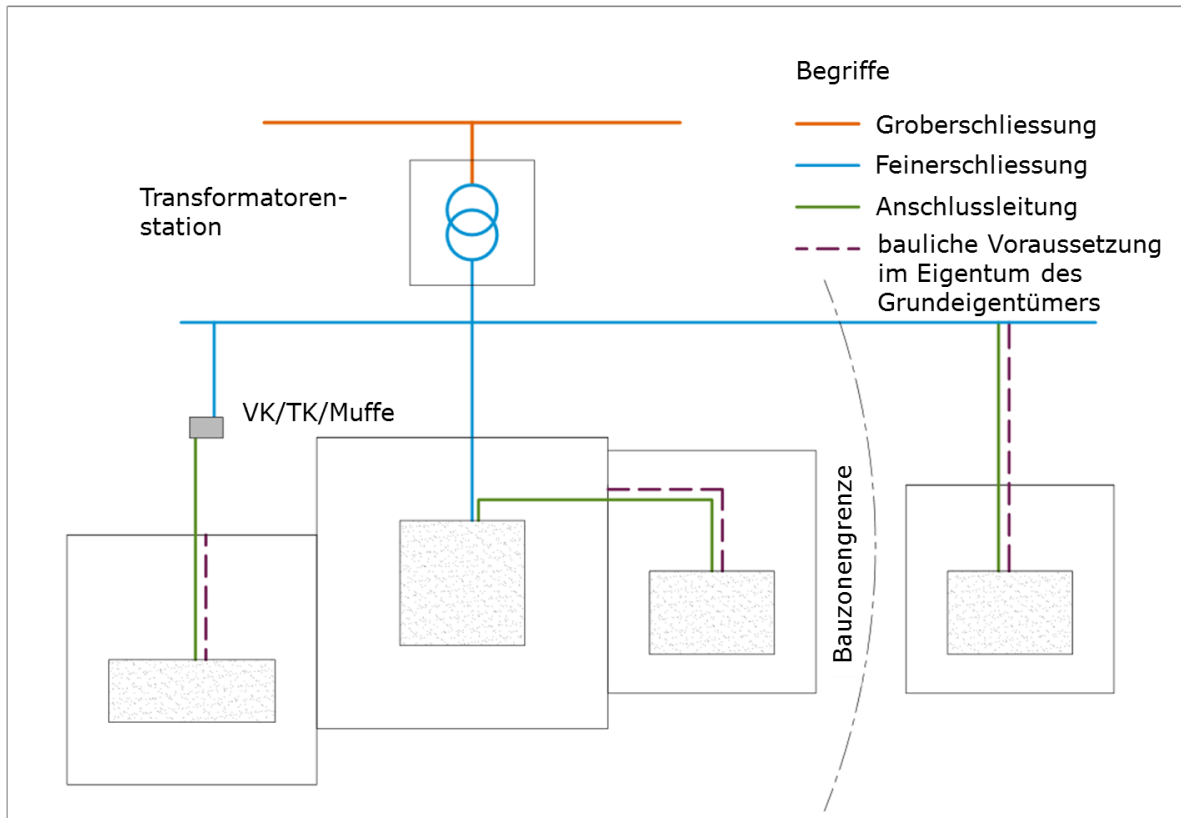 Begriffe
Groberschliessung
Feinerschliessung
Anschlussleitung
bauliche Voraussetzung
im Eigentum des
Grundeigentümers
Transformatoren-
station
VK/TK/Muffe
Bauzonengrenze